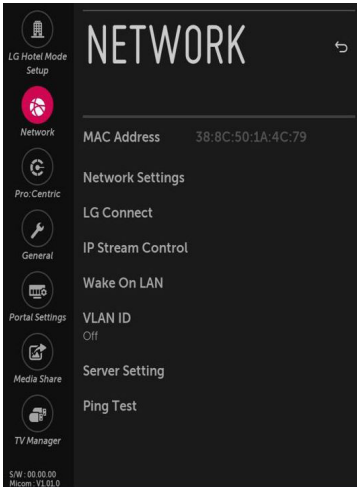 LG Hotel Mode
Setup
Network
Pro:Centric
General
Portal Settings
Media Share
TV Manager
S/W : 00.00.00
Micom : V1.01.0
NETWORK
MAC Address 38:8C:50:1A:4C:79
Network Settings
LG Connect
IP Stream Control
Wake On LAN
VLAN ID
Off
Server Setting
Ping Test